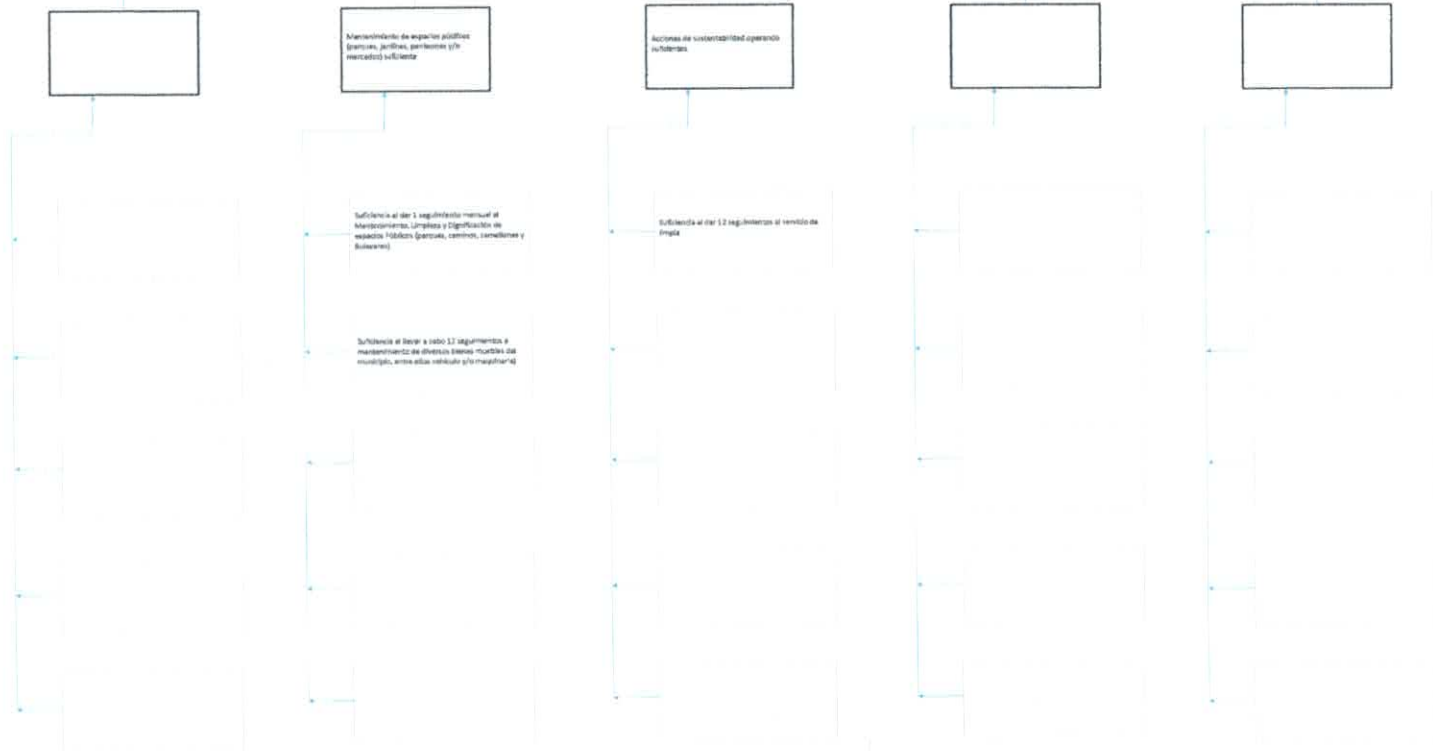 Mantenimiento de espacios públicos
(parques, jardines, panteones y/o
mercados) suficiente
Acciones de sustentabilidad operando
suficientes
Suficiencia al dar 1 seguimiento mensual al
Mantenimiento, Limpieza y Dignificación de
espacios Públicos (parques, caminos, camellones y
Bulevares)
Suficiencia al dar 12 seguimientos al servicio de
limpia
Suficiencia al llevar a cabo 12 seguimientos a
mantenimiento de diversos bienes muebles del
municipio, entre ellos vehículo y/o maquinaria)